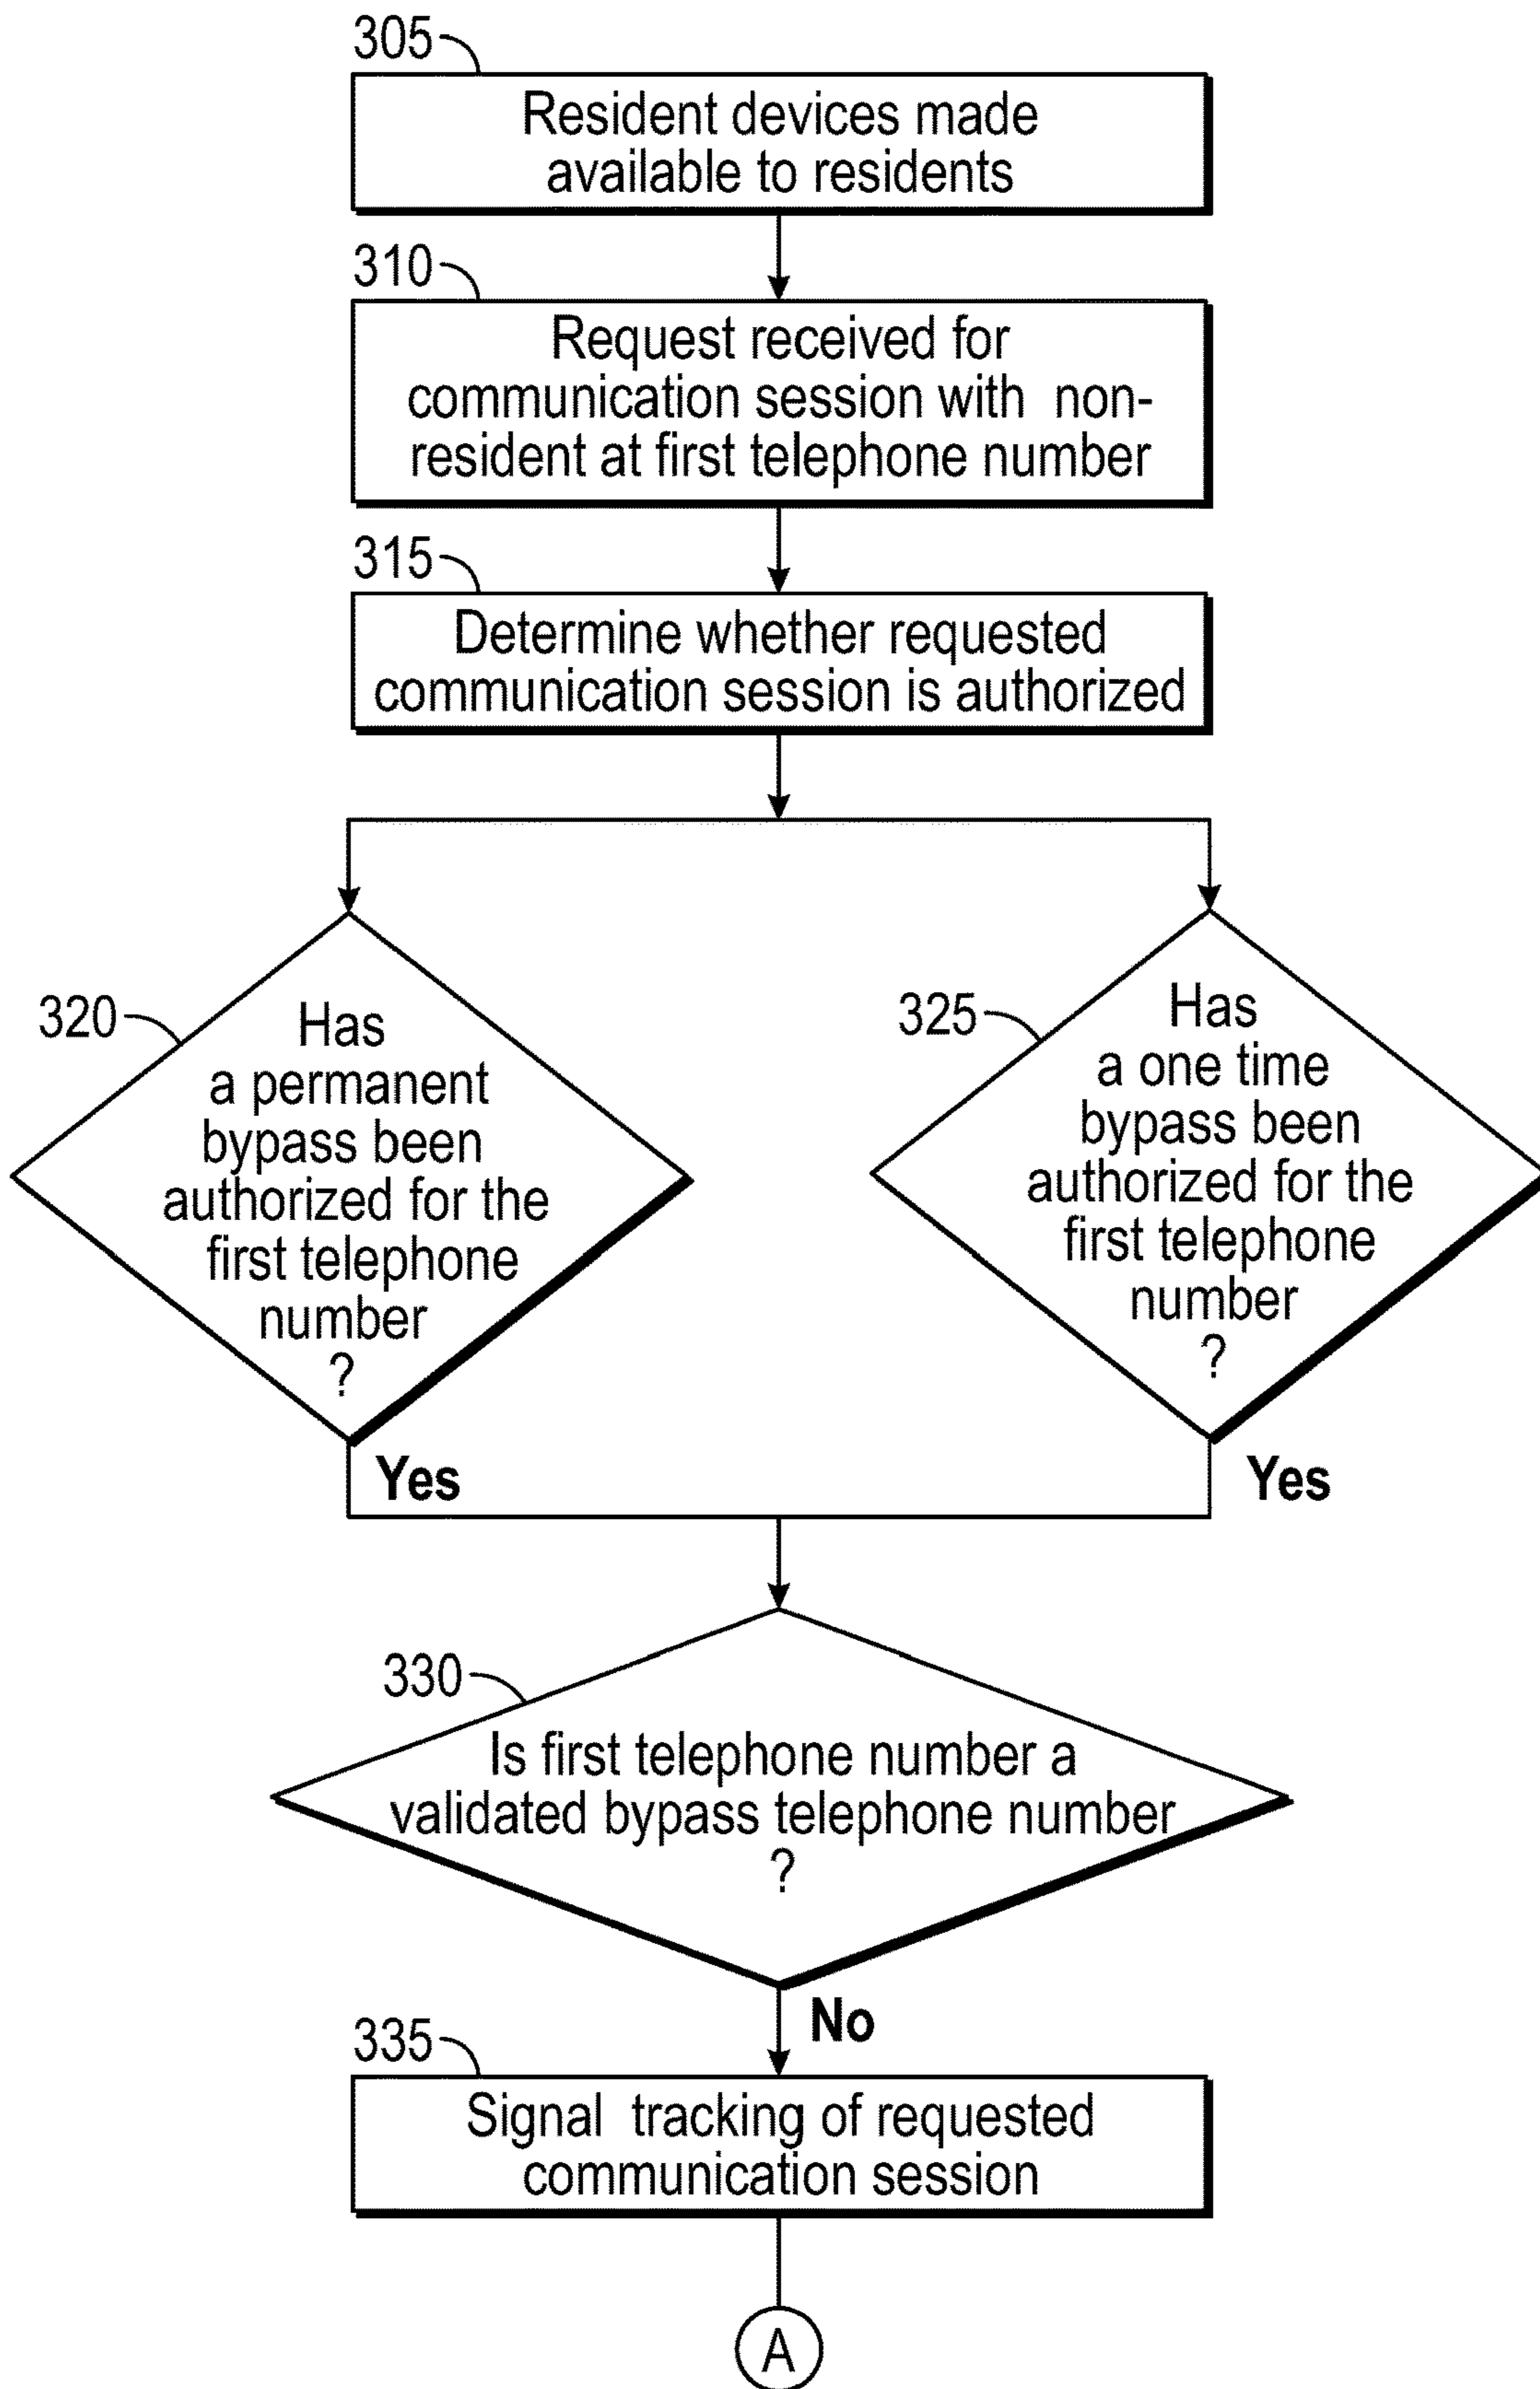 305
Resident devices made
available to residents
310
Request received for
communication session with non-
resident at first telephone number
315
Determine whether requested
communication session is authorized
320
Has
a permanent
bypass been
authorized for the
first telephone
number
?
Yes
325
Has
a one time
bypass been
authorized for the
first telephone
number
?
Yes
330
Is first telephone number a
validated bypass telephone number
?
No
335
Signal tracking of requested
communication session
A